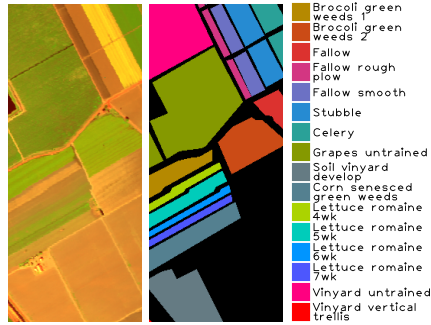 Brocoli green
weeds 1
Brocoli green
weeds 2
Fallow
Fallow rough
plow
Fallow smooth
Stubble
Celery
Grapes untrained
Soil vinyard
develop
Corn senesced
green weeds
Lettuce romaine
4wk
Lettuce romaine
5wk
Lettuce romaine
6wk
Lettuce romaine
7wk
Vinyard untrained
Vinyard vertical
trellis